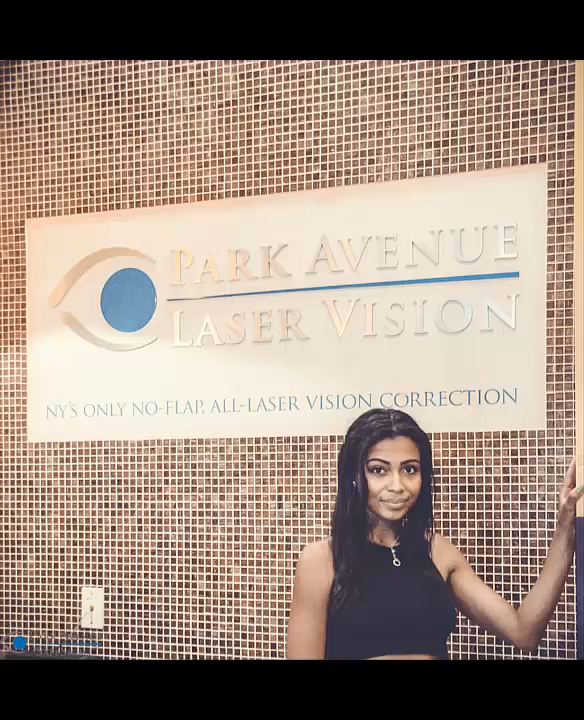 PARK AVENUE
LASER VISION
NY'S ONLY NO-FLAP, ALL-LASER VISION CORRECTION